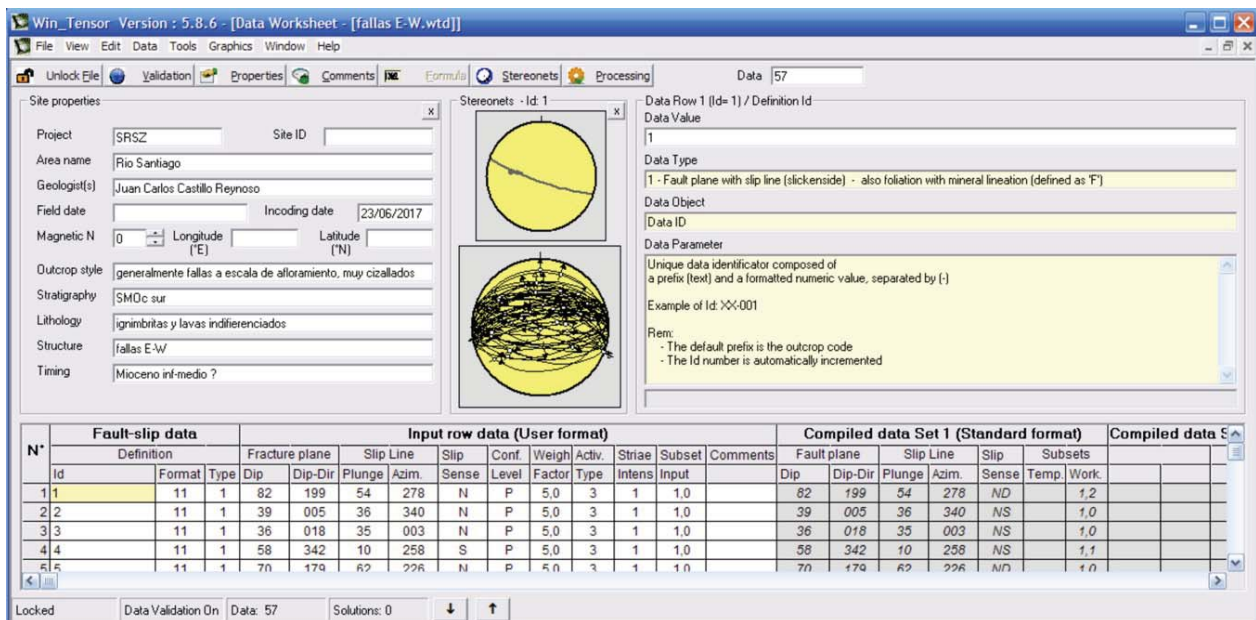 Win_Tensor Version : 5.8.6 - [Data Worksheet - [fallas E-W.wtd]]
File View Edit Data Tools Graphics Window Help
Unlock File Validation Properties Comments Formula Stereonets Processing Data 57
Site properties x
Project SRSZ Site ID
Area name Rio Santiago
Geologist(s) Juan Carlos Castillo Reynoso
Field date Incoding date 23/06/2017
Magnetic N 0 Longitude (°E) Latitude (°N)
Outcrop style generalmente fallas a escala de afloramiento, muy cizallados
Stratigraphy SMOc sur
Lithology ignimbritas y lavas indifierenciados
Structure fallas E-W
Timing Mioceno inf-medio ?
Stereonets - Id: 1 x
Data Row 1 (Id= 1) / Definition Id
Data Value
1
Data Type
1 - Fault plane with slip line (slickenside) - also foliation with mineral lineation (defined as 'F')
Data Object
Data ID
Data Parameter
Unique data identificator composed of
a prefix (text) and a formatted numeric value, separated by (-)
Example of Id: XX-001
Rem:
- The default prefix is the outcrop code
- The Id number is automatically incremented
N° Fault-slip data Input row data (User format) Compiled data Set 1 (Standard format) Compiled data S
Definition Fracture plane Slip Line Slip Conf. Weigh Activ. Striae Subset Comments Fault plane Slip Line Slip Subsets
Id Format Type Dip Dip-Dir Plunge Azim. Sense Level Factor Type Intens Input Dip Dip-Dir Plunge Azim. Sense Temp. Work.
1 1 11 1 82 199 54 278 N P 5,0 3 1 1,0 82 199 54 278 ND 1,2
2 2 11 1 39 005 36 340 N P 5,0 3 1 1,0 39 005 36 340 NS 1,0
3 3 11 1 36 018 35 003 N P 5,0 3 1 1,0 36 018 35 003 NS 1,0
4 4 11 1 58 342 10 258 S P 5,0 3 1 1,0 58 342 10 258 NS 1,1
5 5 11 1 70 179 62 226 N P 5,0 3 1 1,0 70 179 62 226 ND 1,0
Locked Data Validation On Data: 57 Solutions: 0